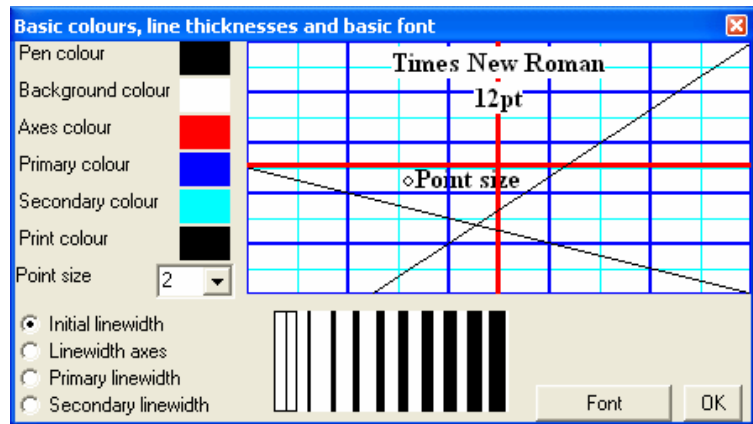 Basic colours, line thicknesses and basic font
Pen colour
Background colour
Axes colour
Primary colour
Secondary colour
Print colour
Point size
2
Times New Roman
12pt
Point size
Initial linewidth
Linewidth axes
Primary linewidth
Secondary linewidth
Font
OK